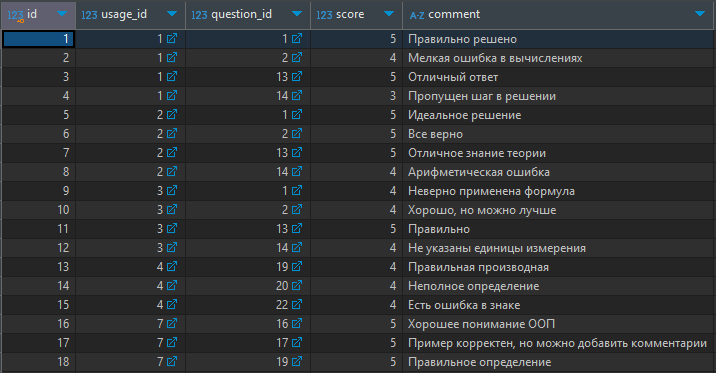 123 id 123 usage_id 123 question_id 123 score A-Z comment
1 1 1 5 Правильно решено
2 1 2 4 Мелкая ошибка в вычислениях
3 1 13 5 Отличный ответ
4 1 14 3 Пропущен шаг в решении
5 2 1 5 Идеальное решение
6 2 2 5 Все верно
7 2 13 5 Отличное знание теории
8 2 14 4 Арифметическая ошибка
9 3 1 4 Неверно применена формула
10 3 2 4 Хорошо, но можно лучше
11 3 13 5 Правильно
12 3 14 4 Не указаны единицы измерения
13 4 19 4 Правильная производная
14 4 20 4 Неполное определение
15 4 22 4 Есть ошибка в знаке
16 7 16 5 Хорошее понимание ООП
17 7 17 5 Пример корректен, но можно добавить комментарии
18 7 19 5 Правильное определение